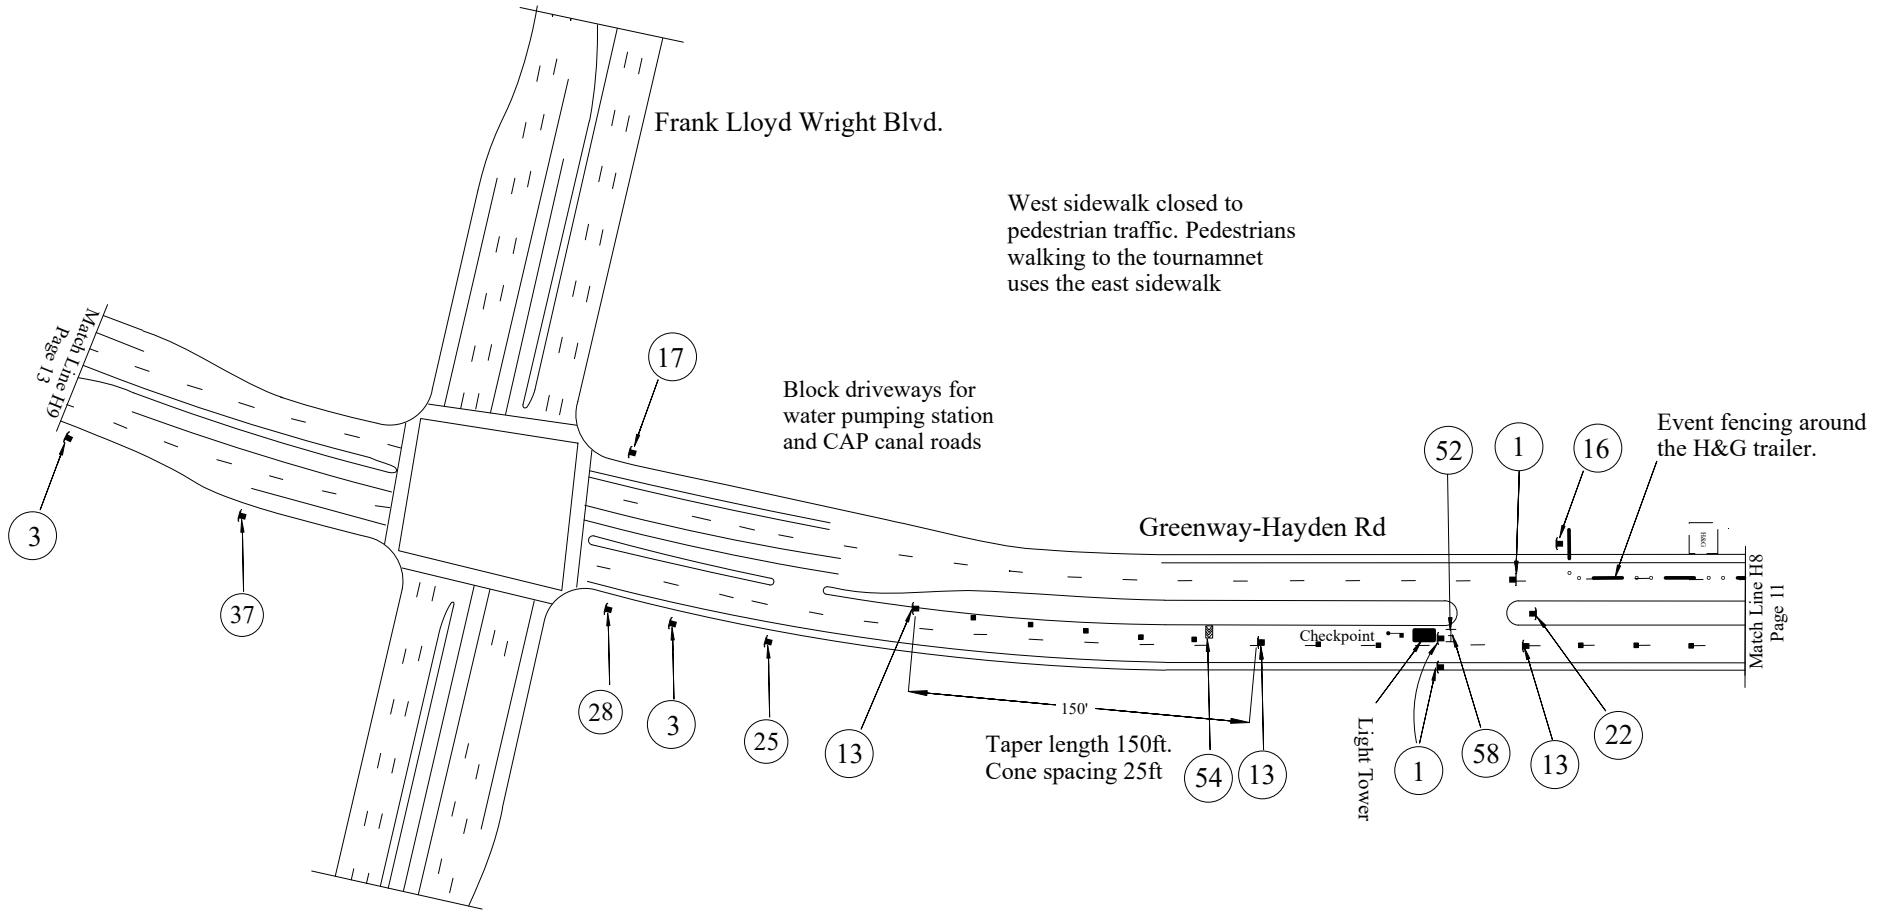 Frank Lloyd Wright Blvd.
West sidewalk closed to
pedestrian traffic. Pedestrians
walking to the tournamnet
uses the east sidewalk
Match Line H9
Page 13
17
Block driveways for
water pumping station
and CAP canal roads
Event fencing around
the H&G trailer.
52
1
16
3
Greenway-Hayden Rd
H&G
Match Line H8
Page 11
37
Checkpoint
28
3
25
13
150'
Taper length 150ft.
Cone spacing 25ft
54
13
Light Tower
1
58
13
22